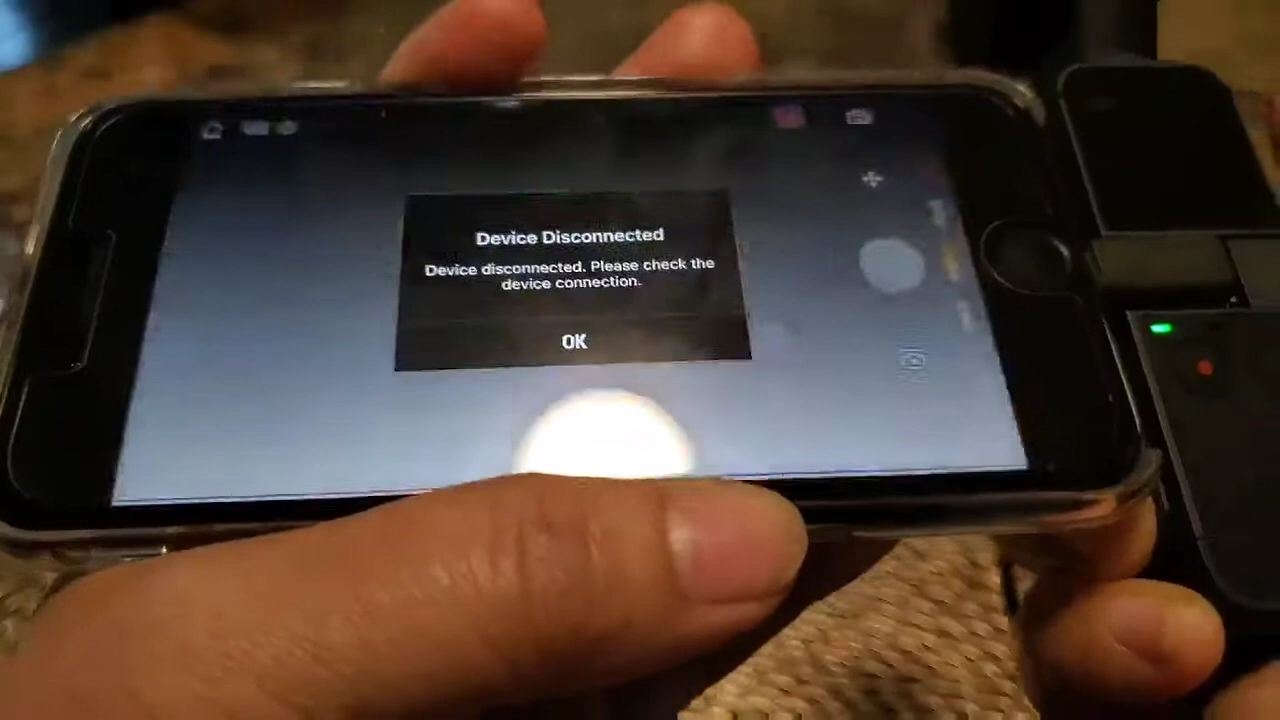 Device Disconnected
Device disconnected. Please check the
device connection.
OK